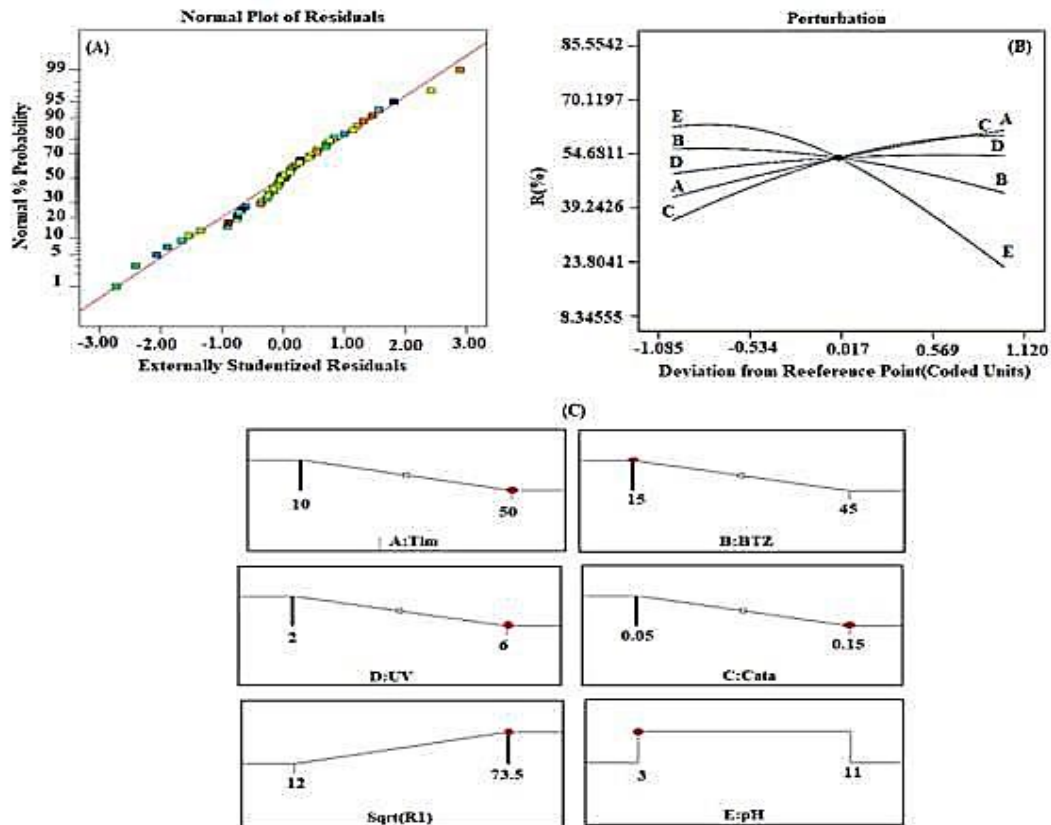 Normal Plot of Residuals
(A)
Normal % Probability
99
95
90
80
70
50
30
20
10
5
1
-3.00 -2.00 -1.00 0.00 1.00 2.00 3.00
Externally Studentized Residuals
Perturbation
(B)
R(%)
85.5542
70.1197
54.6811
39.2426
23.8041
8.34555
E
B
D
A
C
A
C
D
B
E
-1.085 -0.534 0.017 0.569 1.120
Deviation from Reeference Point(Coded Units)
(C)
10 50
A:Tim
15 45
B:BTZ
2 6
D:UV
0.05 0.15
C:Cata
12 73.5
Sqrt(R1)
3 11
E:pH